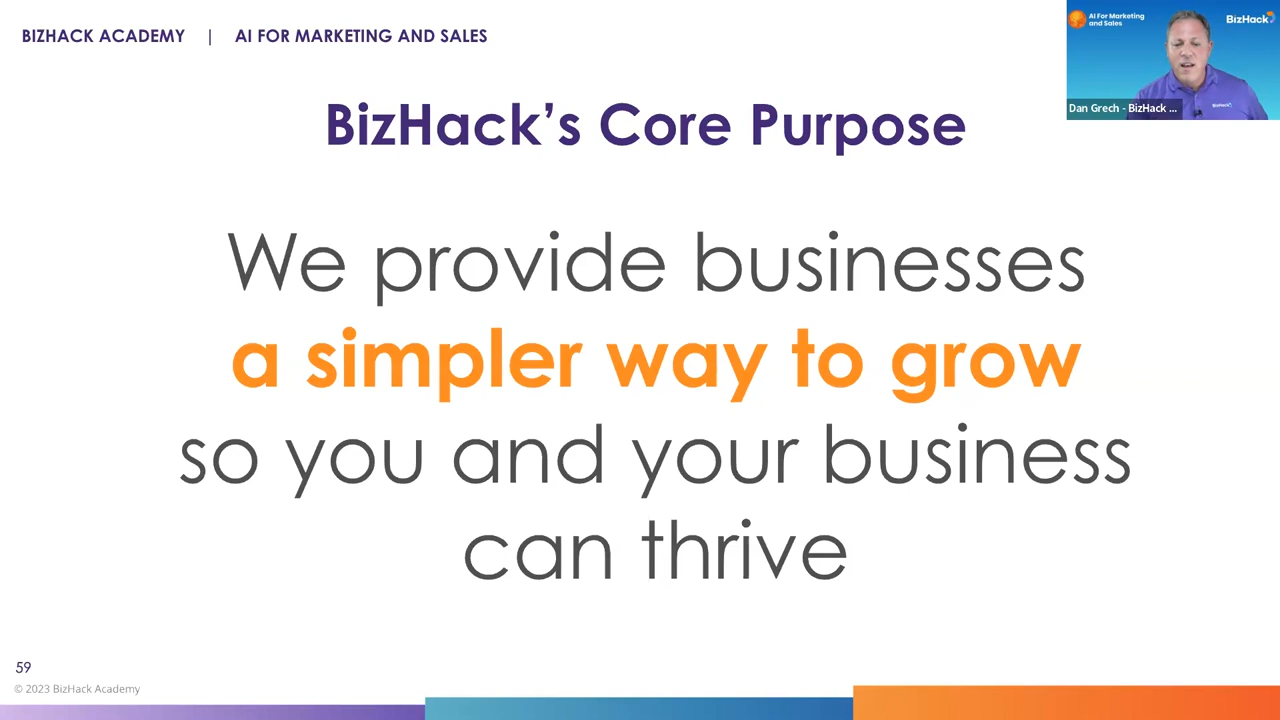 BIZHACK ACADEMY | AI FOR MARKETING AND SALES
AI For Marketing
and Sales
BizHack
Dan Grech - BizHack ...
BizHack
BizHack's Core Purpose
We provide businesses
a simpler way to grow
so you and your business
can thrive
59
© 2023 BizHack Academy